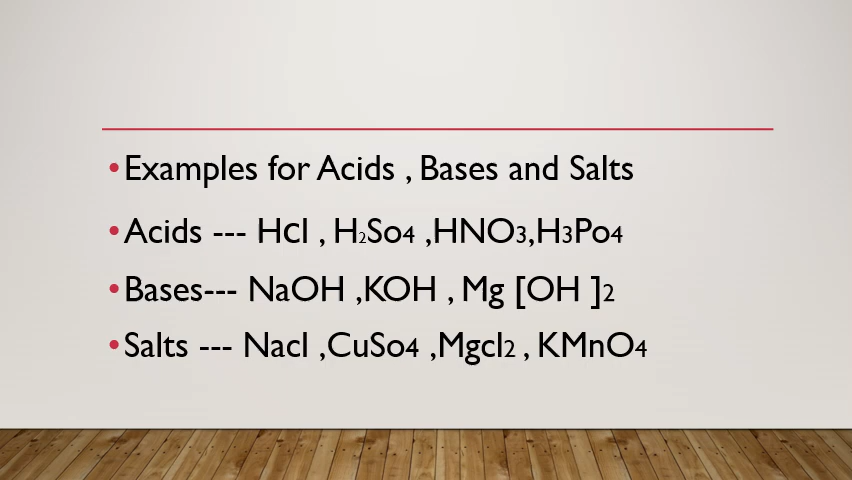 •Examples for Acids , Bases and Salts
•Acids --- Hcl , H₂So4 ,HNO3,H3Po4
•Bases--- NaOH ,KOH , Mg [OH ]2
•Salts --- Nacl ,CuSo4 ,Mgcl2 , KMnO4